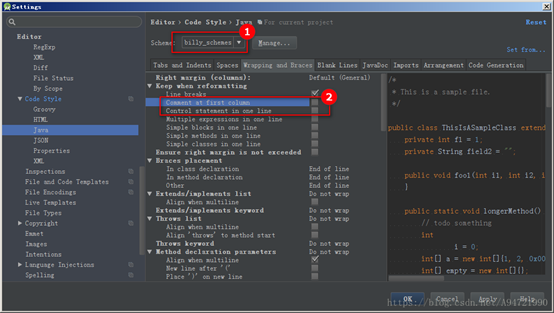 Settings
Editor
RegExp
XML
Diff
File Status
By Scope
Code Style
Groovy
HTML
Java
JSON
Properties
XML
Inspections
File and Code Templates
File Encodings
Live Templates
File Types
Copyright
Emmet
Images
Intentions
Language Injections
Spelling
Editor › Code Style › Java For current project
Reset
1
Scheme: billy_schemes Manage...
Set from...
Tabs and Indents Spaces Wrapping and Braces Blank Lines JavaDoc Imports Arrangement Code Generation
Right margin (columns): Default (General)
Keep when reformatting
Line breaks
2
Comment at first column
Control statement in one line
Multiple expressions in one line
Simple blocks in one line
Simple methods in one line
Simple classes in one line
Ensure right margin is not exceeded
Braces placement
In class declaration End of line
In method declaration End of line
Other End of line
Extends/implements list Do not wrap
Align when multiline
Extends/implements keyword Do not wrap
Throws list Do not wrap
Align 'throws' to method start
Throws keyword Do not wrap
Method declaration parameters Do not wrap
Align when multiline
New line after '('
Place ')' on new line
/*
* This is a sample file.
*/
public class ThisIsASampleClass extend
private int f1 = 1;
private String field2 = "";
public void foo1(int i1, int i2, i
}
public static void longerMethod()
// todo something
int
i = 0;
int[] a = new int[]{1, 2, 0x00
int[] empty = new int[]{};
OK Cancel Apply Help